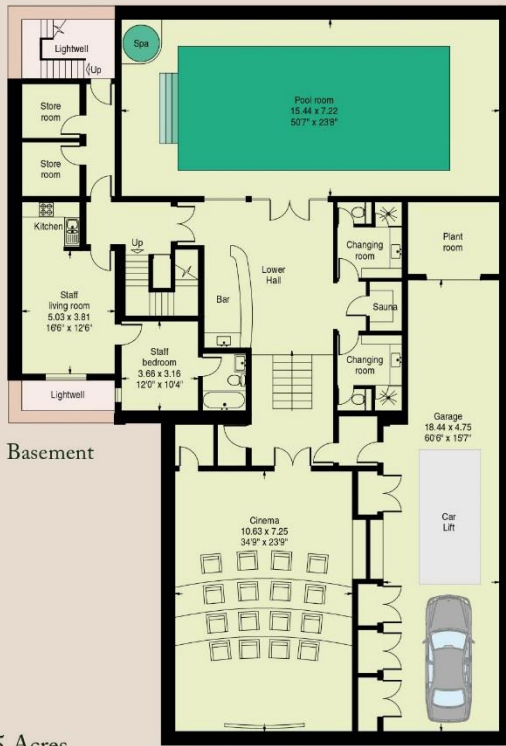 Lightwell
Up
Spa
Pool room
15.44 x 7.22
50'7" x 23'8"
Store
room
Store
room
Kitchen
Up
Lower
Hall
Bar
Changing
room
Plant
room
Sauna
Staff
living room
5.03 x 3.81
16'6" x 12'6"
Staff
bedroom
3.66 x 3.16
12'0" x 10'4"
Changing
room
Lightwell
Garage
18.44 x 4.75
60'6" x 15'7"
Basement
Cinema
10.63 x 7.25
34'9" x 23'9"
Car
Lift